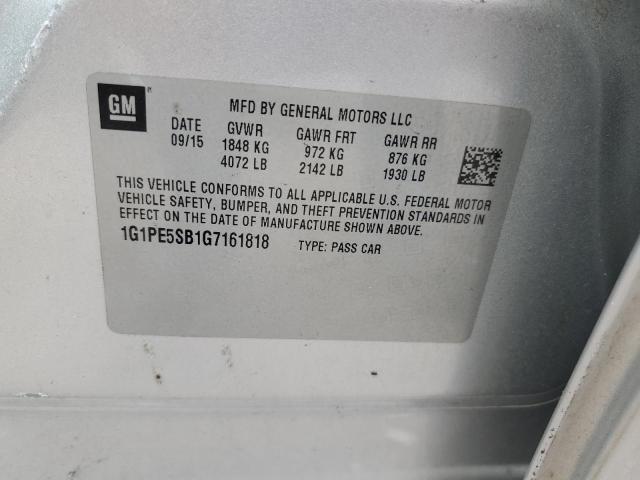 GM
MFD BY GENERAL MOTORS LLC
DATE GVWR GAWR FRT GAWR RR
09/15 1848 KG 972 KG 876 KG
4072 LB 2142 LB 1930 LB
THIS VEHICLE CONFORMS TO ALL APPLICABLE U.S. FEDERAL MOTOR
VEHICLE SAFETY, BUMPER, AND THEFT PREVENTION STANDARDS IN
EFFECT ON THE DATE OF MANUFACTURE SHOWN ABOVE.
1G1PE5SB1G7161818 TYPE: PASS CAR